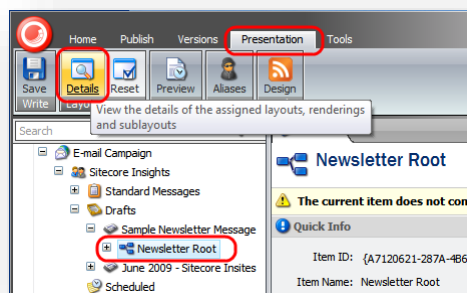 Home Publish Versions Presentation Tools
Save Details Reset Preview Aliases Design
Write
View the details of the assigned layouts, renderings
and sublayouts
Search
E-mail Campaign
Newsletter Root
Sitecore Insights
Standard Messages
The current item does not con
Drafts
Quick Info
Sample Newsletter Message
Newsletter Root
Item ID: {A7120621-287A-4B6
June 2009 - Sitecore Insites
Item Name: Newsletter Root
Scheduled